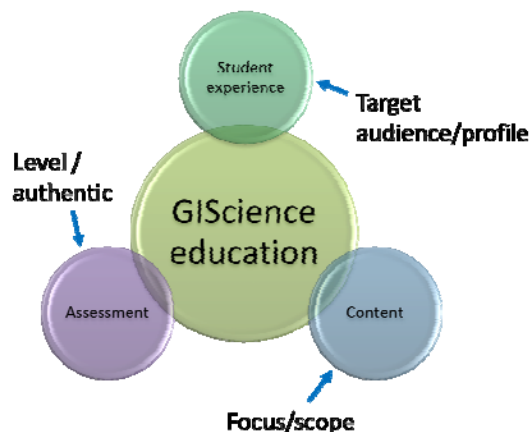 Student
experience
Target
audience/profile
Level/
authentic
GIScience
education
Assessment
Content
Focus/scope